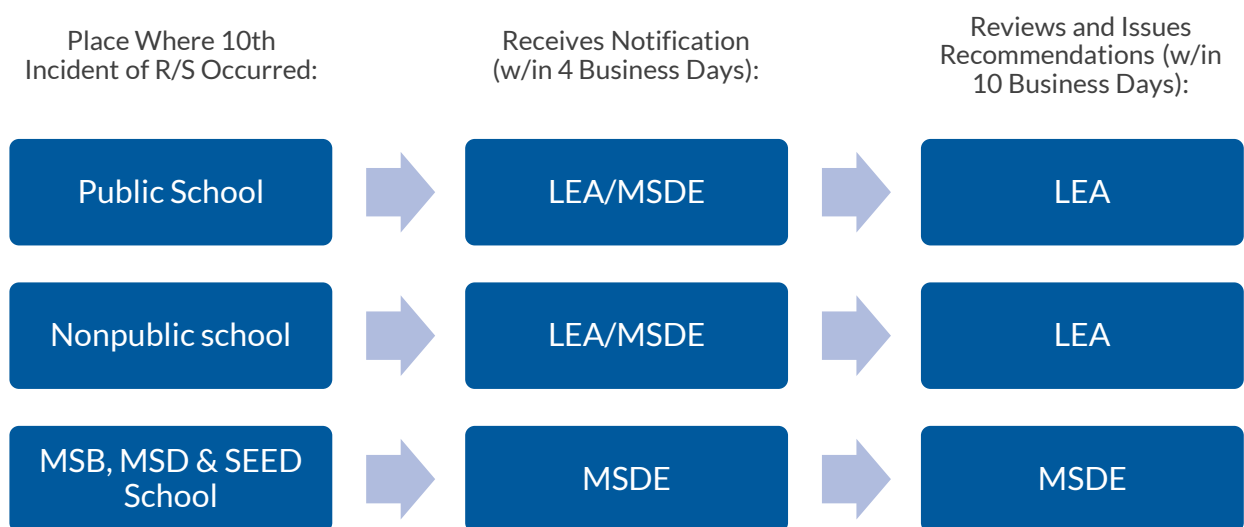 Place Where 10th
Incident of R/S Occurred:
Receives Notification
(w/in 4 Business Days):
Reviews and Issues
Recommendations (w/in
10 Business Days):
Public School
LEA/MSDE
LEA
Nonpublic school
LEA/MSDE
LEA
MSB, MSD & SEED
School
MSDE
MSDE